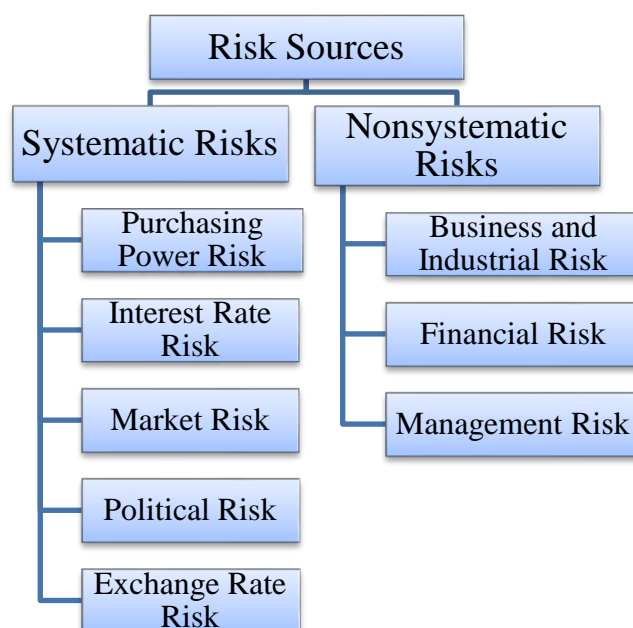 Risk Sources
Systematic Risks
Purchasing
Power Risk
Interest Rate
Risk
Market Risk
Political Risk
Exchange Rate
Risk
Nonsystematic
Risks
Business and
Industrial Risk
Financial Risk
Management Risk